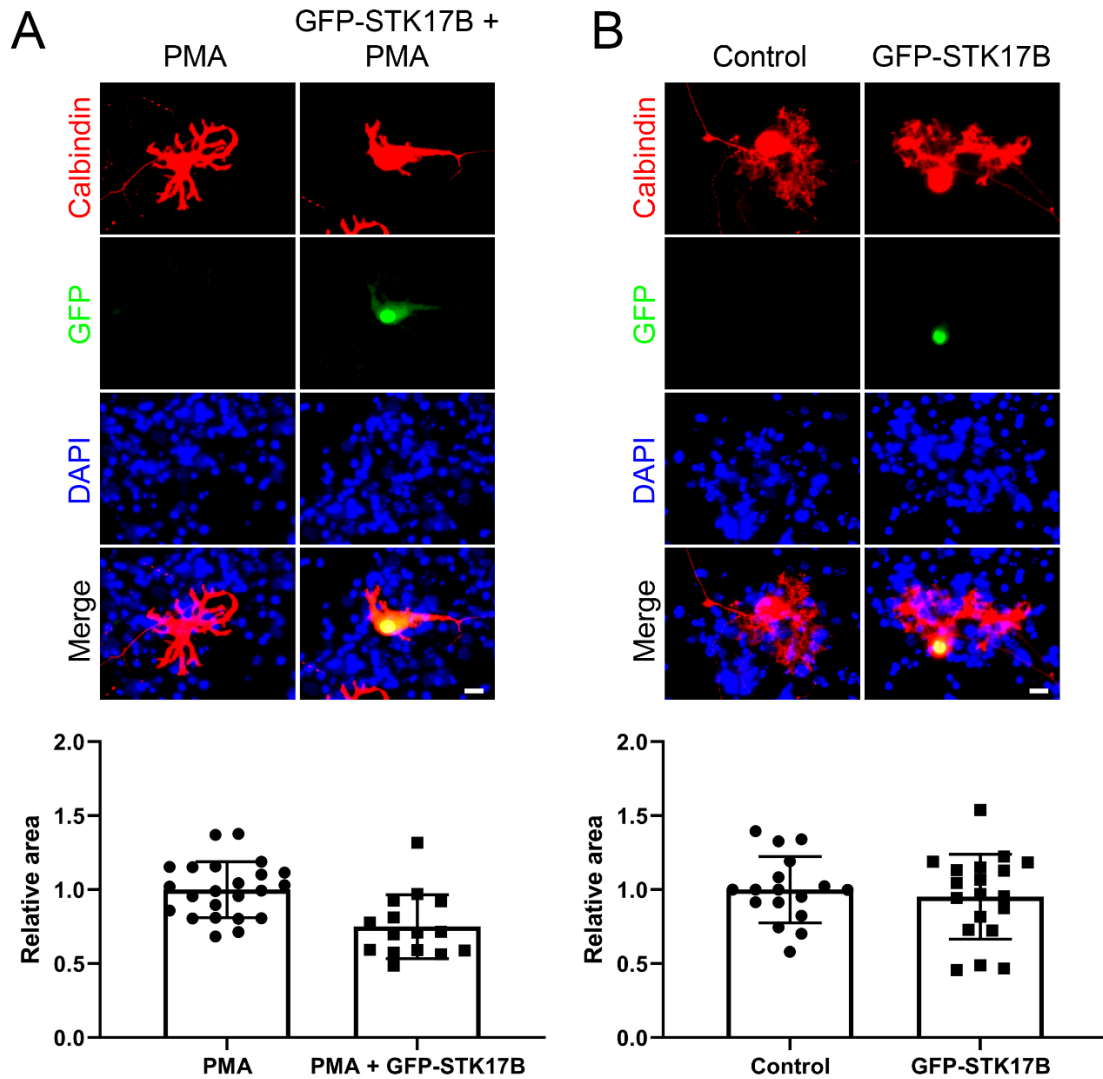 A
GFP-STK17B +
PMA
PMA
B
Control
GFP-STK17B
Calbindin
GFP
DAPI
Merge
Calbindin
GFP
DAPI
Merge
Relative area
2.0
1.5
1.0
0.5
0.0
PMA
PMA + GFP-STK17B
Relative area
2.0
1.5
1.0
0.5
0.0
Control
GFP-STK17B